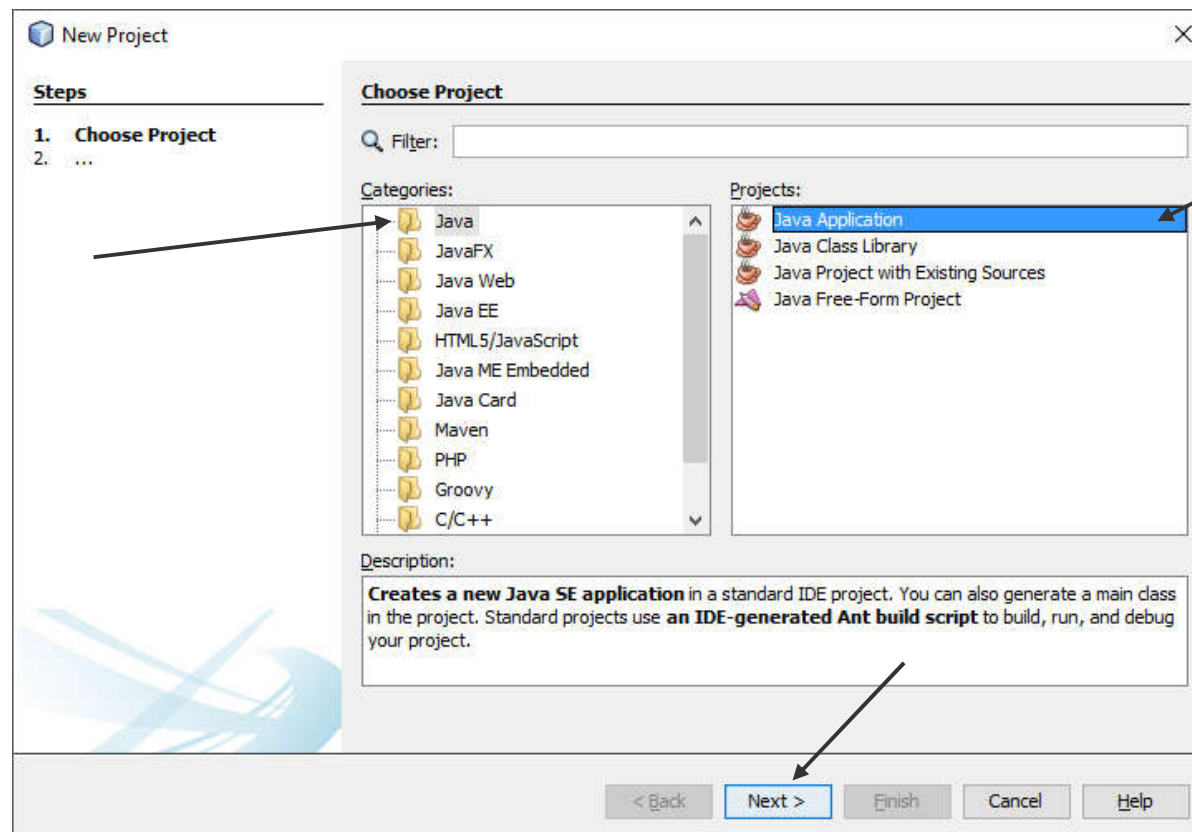 New Project
Steps
1. Choose Project
2. ...
Choose Project
Filter:
Categories:
Java
JavaFX
Java Web
Java EE
HTML5/JavaScript
Java ME Embedded
Java Card
Maven
PHP
Groovy
C/C++
Projects:
Java Application
Java Class Library
Java Project with Existing Sources
Java Free-Form Project
Description:
Creates a new Java SE application in a standard IDE project. You can also generate a main class
in the project. Standard projects use an IDE-generated Ant build script to build, run, and debug
your project.
< Back Next > Finish Cancel Help